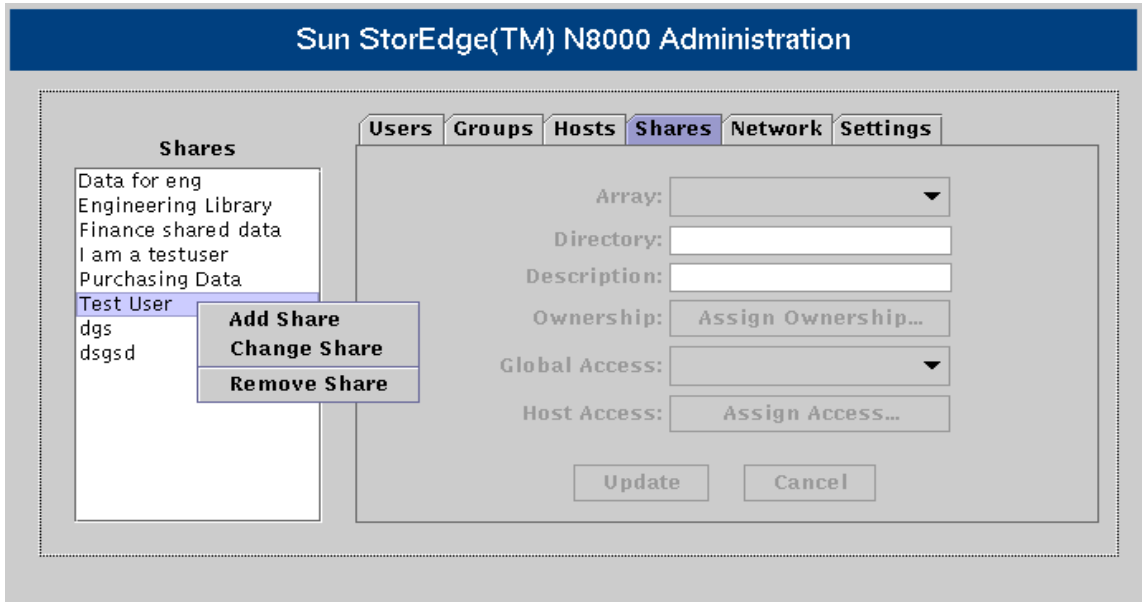 Sun StorEdge(TM) N8000 Administration
Users Groups Hosts Shares Network Settings
Shares
Data for eng
Engineering Library
Finance shared data
I am a testuser
Purchasing Data
Test User
dgs
dsgsd
Add Share
Change Share
Remove Share
Array:
Directory:
Description:
Ownership: Assign Ownership...
Global Access:
Host Access: Assign Access...
Update Cancel